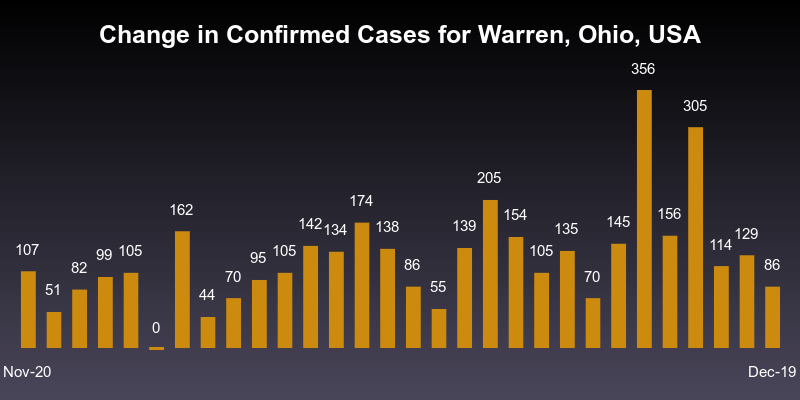 Change in Confirmed Cases for Warren, Ohio, USA
107 51 82 99 105 0 162 44 70 95 105 142 134 174 138 86 55 139 205 154 105 135 70 145 356 156 305 114 129 86
Nov-20 Dec-19